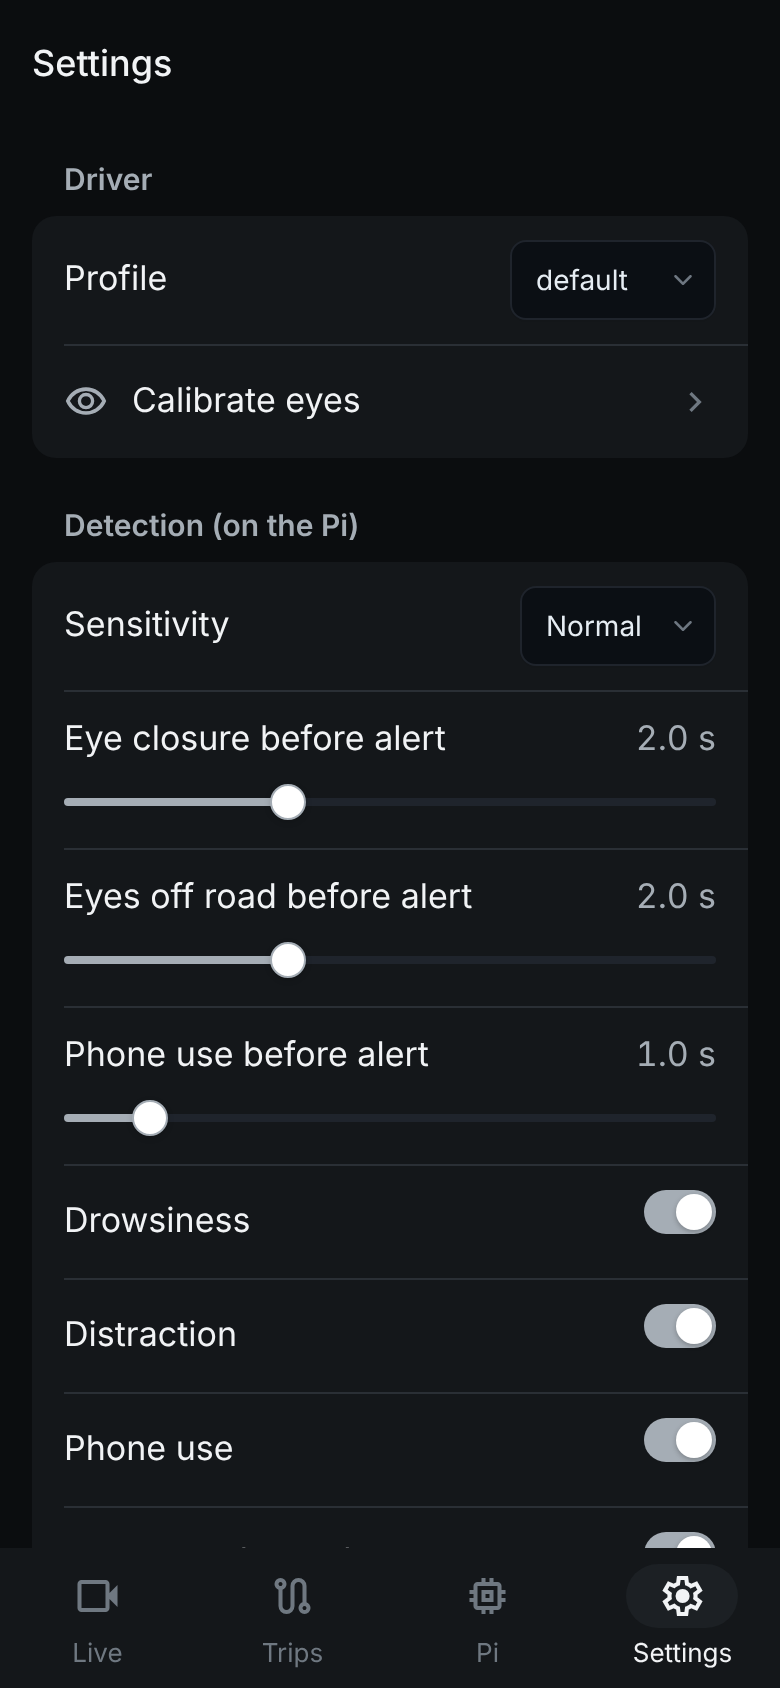 Settings
Driver
Profile
default
Calibrate eyes
Detection (on the Pi)
Sensitivity
Normal
Eye closure before alert
2.0 s
Eyes off road before alert
2.0 s
Phone use before alert
1.0 s
Drowsiness
Distraction
Phone use
Live
Trips
Pi
Settings